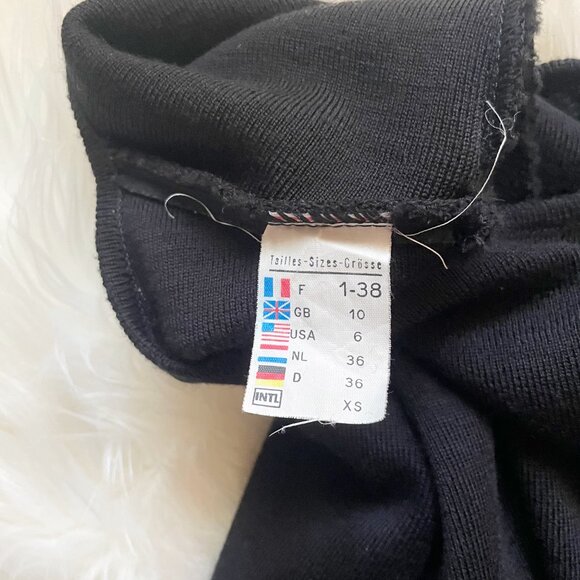 Tailles-Sizes-Grösse
F 1-38
GB 10
USA 6
NL 36
D 36
INTL XS